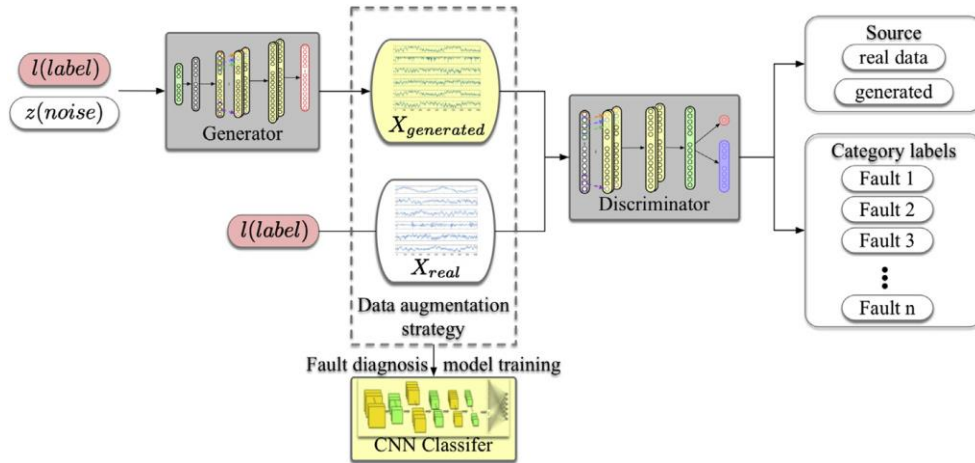 l(label)
z(noise)
Generator
X_generated
l(label)
X_real
Data augmentation
strategy
Fault diagnosis model training
CNN Classifer
Discriminator
Source
real data
generated
Category labels
Fault 1
Fault 2
Fault 3
Fault n